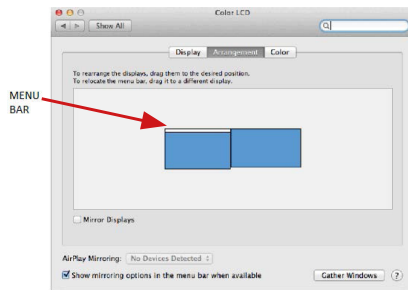 Color LCD
Show All
Display Arrangement Color
To rearrange the displays, drag them to the desired position.
To relocate the menu bar, drag it to a different display.
MENU
BAR
Mirror Displays
AirPlay Mirroring: No Devices Detected
Show mirroring options in the menu bar when available
Gather Windows ?